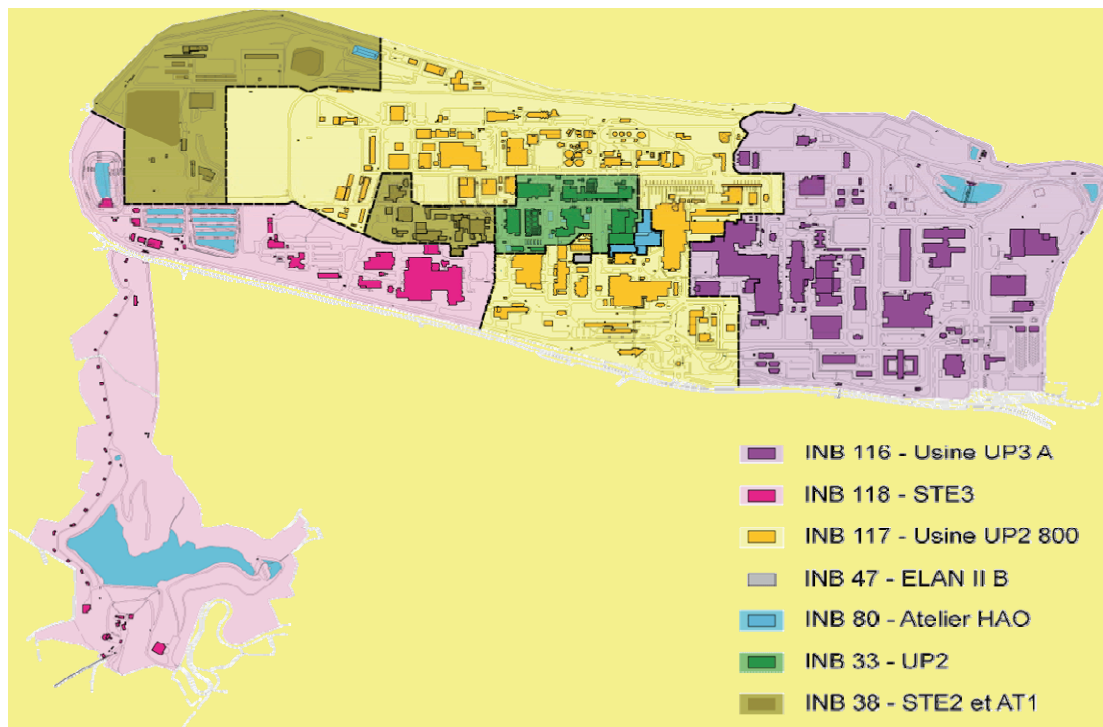 INB 116 - Usine UP3 A
INB 118 - STE3
INB 117 - Usine UP2 800
INB 47 - ELAN II B
INB 80 - Atelier HAO
INB 33 - UP2
INB 38 - STE2 et AT1